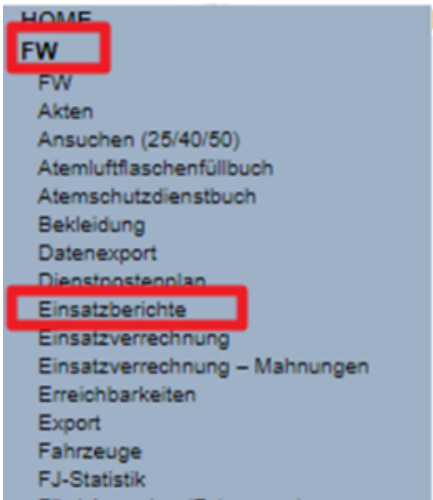 HOME
FW
FW
Akten
Ansuchen (25/40/50)
Atemluftflaschenfüllbuch
Atemschutzdienstbuch
Bekleidung
Datenexport
Dienstpostenplan
Einsatzberichte
Einsatzverrechnung
Einsatzverrechnung – Mahnungen
Erreichbarkeiten
Export
Fahrzeuge
FJ-Statistik